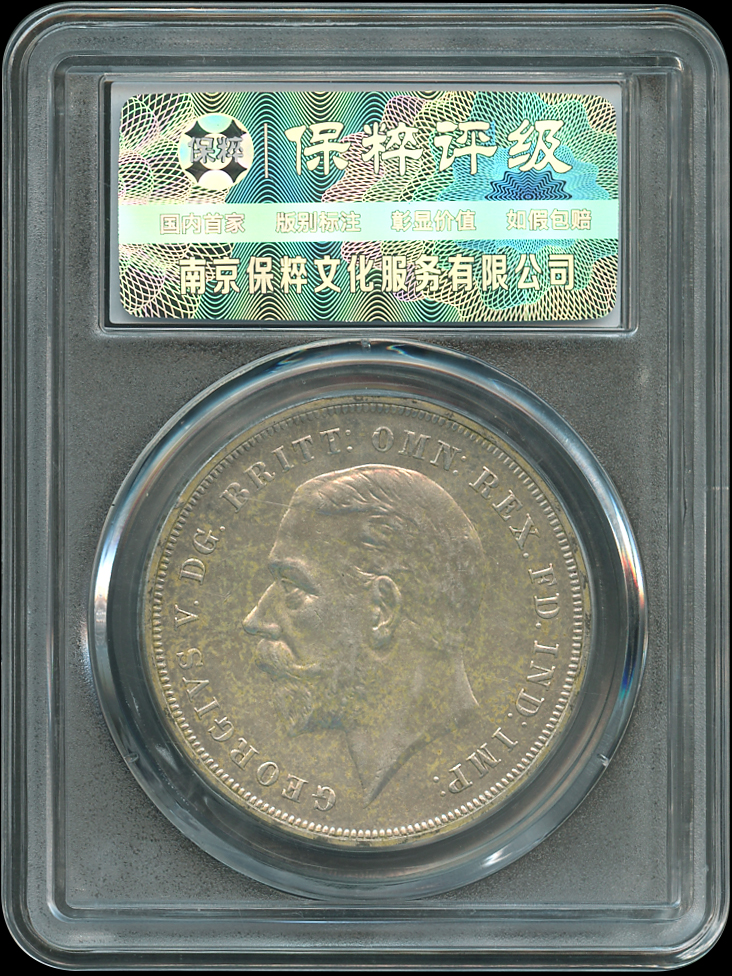 保粹 保粹评级
国内首家 版别标注 彰显价值 如假包赔
南京保粹文化服务有限公司
GEORGIVS V. DG. BRITT: OMN: REX. FD. IND: IMP: